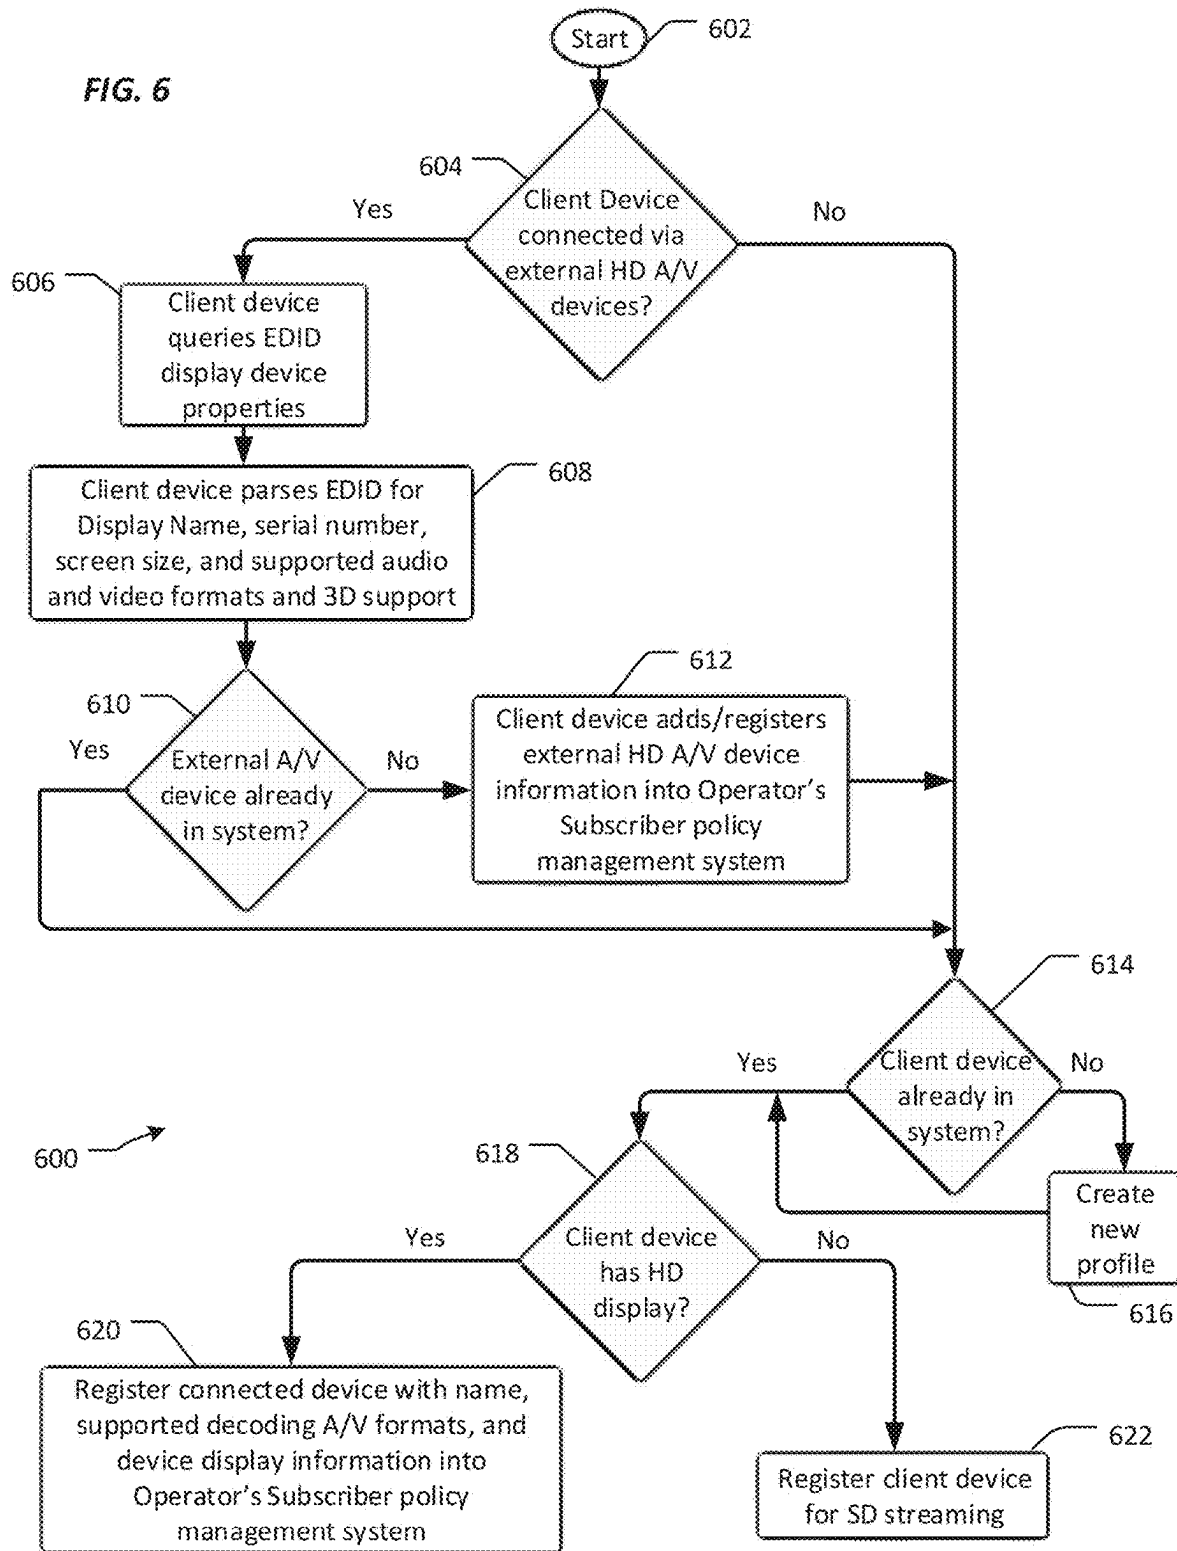 Start
602
FIG. 6
604
Client Device
connected via
external HD A/V
devices?
Yes
No
606
Client device
queries EDID
display device
properties
608
Client device parses EDID for
Display Name, serial number,
screen size, and supported audio
and video formats and 3D support
610
External A/V
device already
in system?
Yes
No
612
Client device adds/registers
external HD A/V device
information into Operator's
Subscriber policy
management system
614
Client device
already in
system?
Yes
No
600
616
Create
new
profile
618
Client device
has HD
display?
Yes
No
620
Register connected device with name,
supported decoding A/V formats, and
device display information into
Operator's Subscriber policy
management system
622
Register client device
for SD streaming